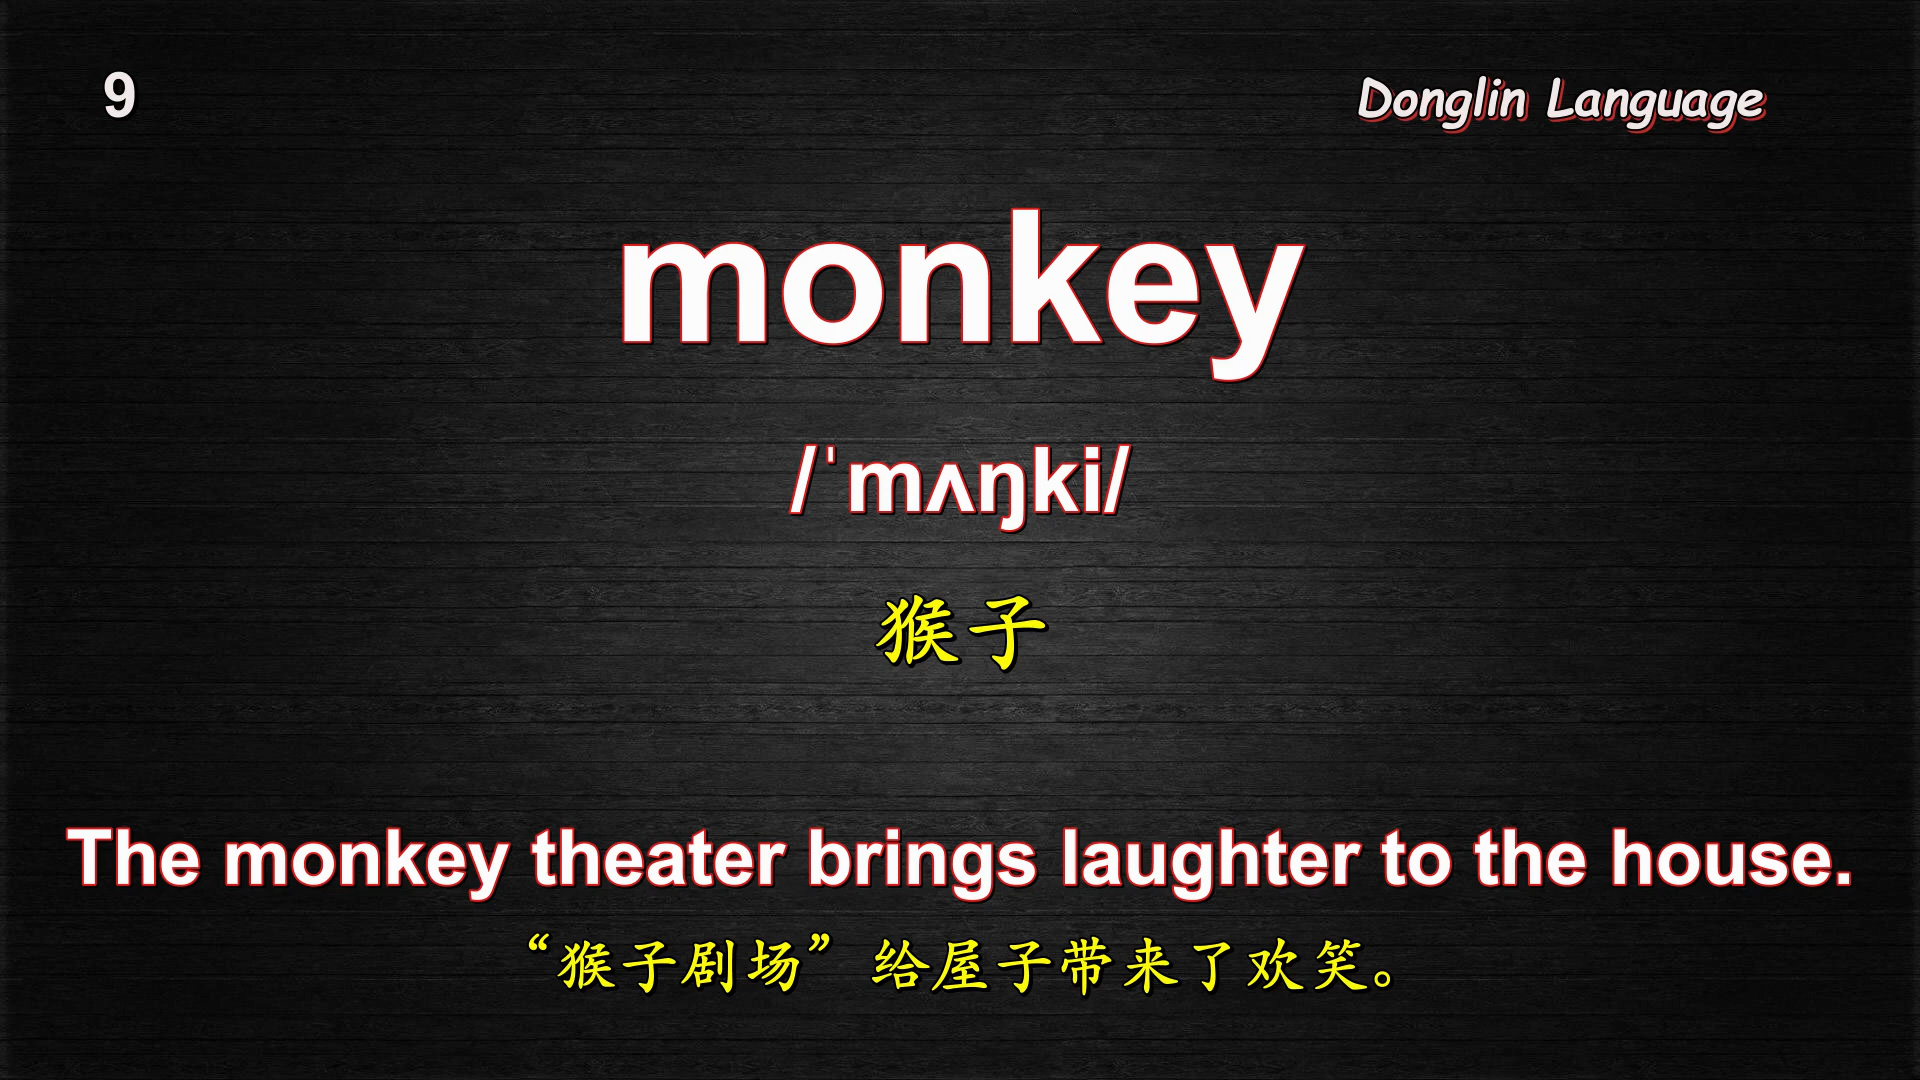 9
Donglin Language
monkey
/ˈmʌŋki/
猴子
The monkey theater brings laughter to the house.
“猴子剧场”给屋子带来了欢笑。